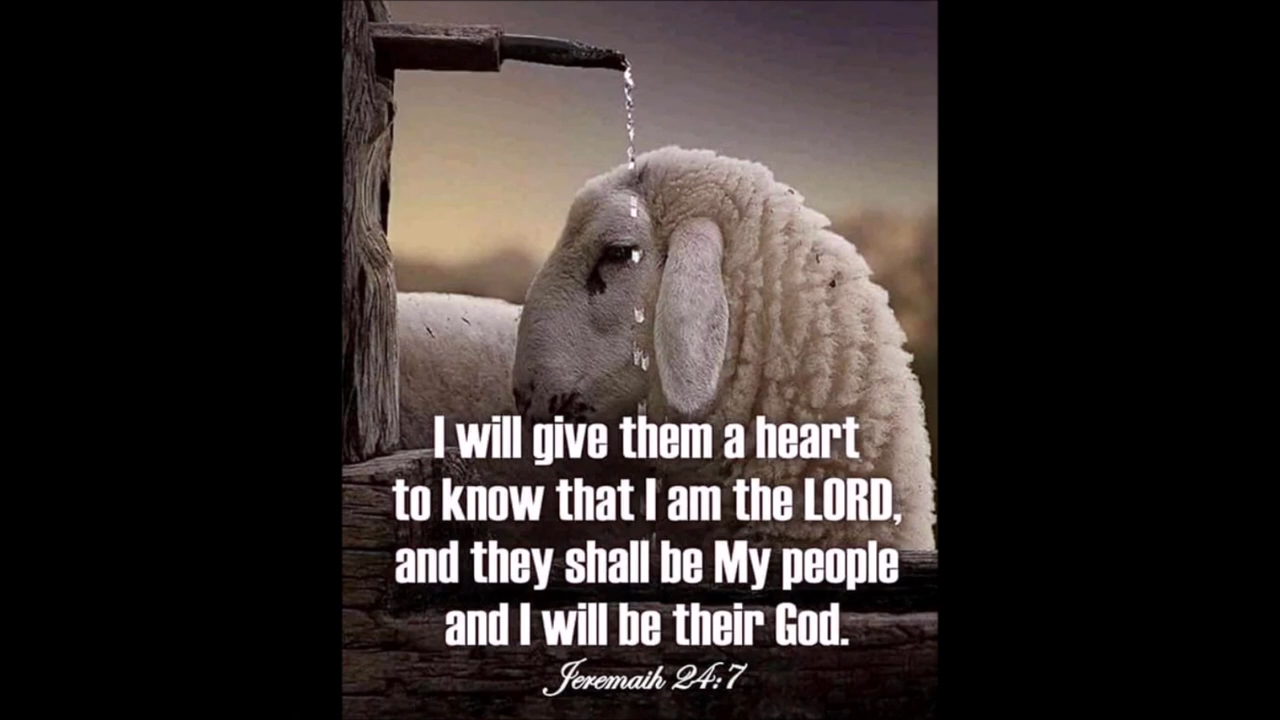 I will give them a heart
to know that I am the LORD,
and they shall be My people
and I will be their God.
Jeremaih 24:7